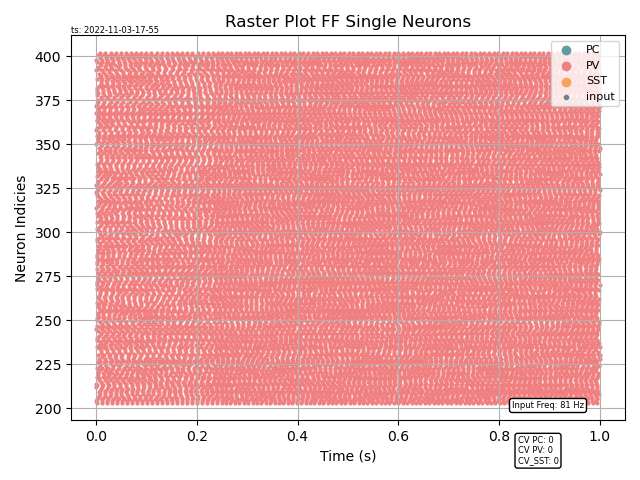 Raster Plot FF Single Neurons
ts: 2022-11-03-17-55
PC
PV
SST
input
400
375
350
325
300
275
250
225
200
Neuron Indicies
Input Freq: 81 Hz
0.0 0.2 0.4 0.6 0.8 1.0
Time (s)
CV PC: 0
CV PV: 0
CV_SST: 0